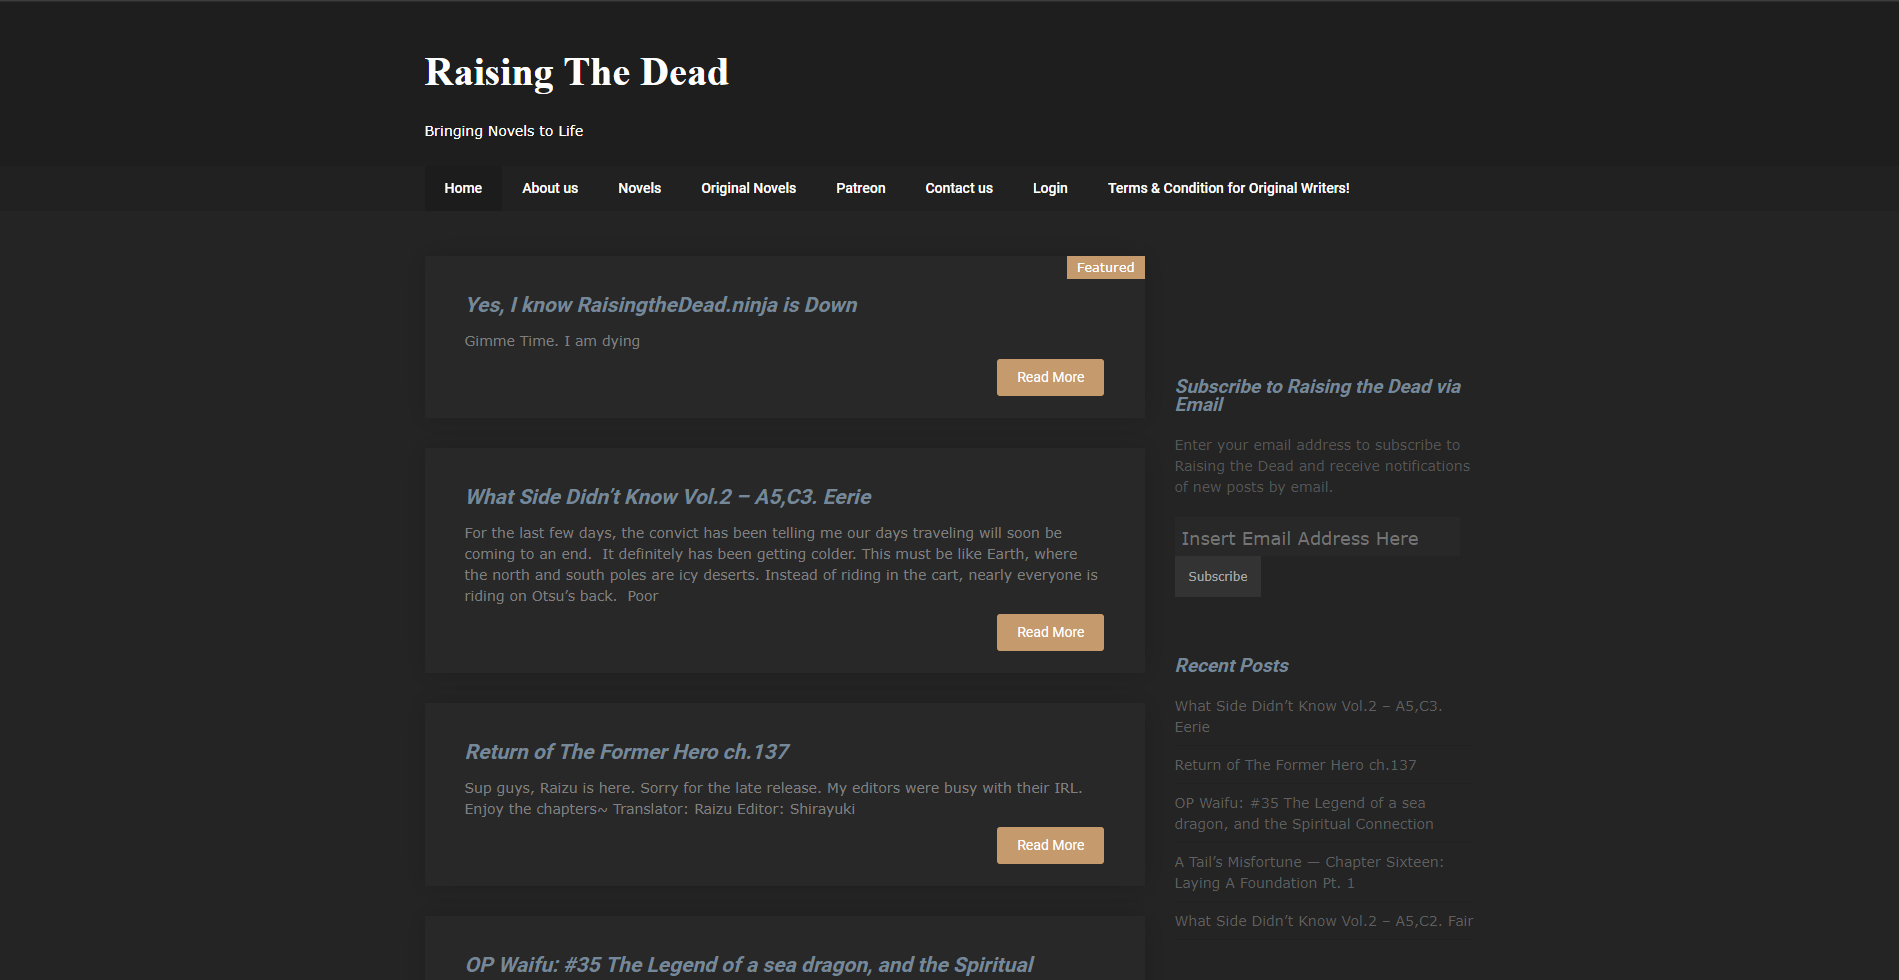 Raising The Dead
Bringing Novels to Life
Home
About us
Novels
Original Novels
Patreon
Contact us
Login
Terms & Condition for Original Writers!
Featured
Yes, I know RaisingtheDead.ninja is Down
Gimme Time. I am dying
Read More
What Side Didn’t Know Vol.2 – A5,C3. Eerie
For the last few days, the convict has been telling me our days traveling will soon be
coming to an end.  It definitely has been getting colder. This must be like Earth, where
the north and south poles are icy deserts. Instead of riding in the cart, nearly everyone is
riding on Otsu’s back.  Poor
Read More
Return of The Former Hero ch.137
Sup guys, Raizu is here. Sorry for the late release. My editors were busy with their IRL.
Enjoy the chapters~ Translator: Raizu Editor: Shirayuki
Read More
OP Waifu: #35 The Legend of a sea dragon, and the Spiritual
Subscribe to Raising the Dead via
Email
Enter your email address to subscribe to
Raising the Dead and receive notifications
of new posts by email.
Insert Email Address Here
Subscribe
Recent Posts
What Side Didn’t Know Vol.2 – A5,C3.
Eerie
Return of The Former Hero ch.137
OP Waifu: #35 The Legend of a sea
dragon, and the Spiritual Connection
A Tail’s Misfortune — Chapter Sixteen:
Laying A Foundation Pt. 1
What Side Didn’t Know Vol.2 – A5,C2. Fair